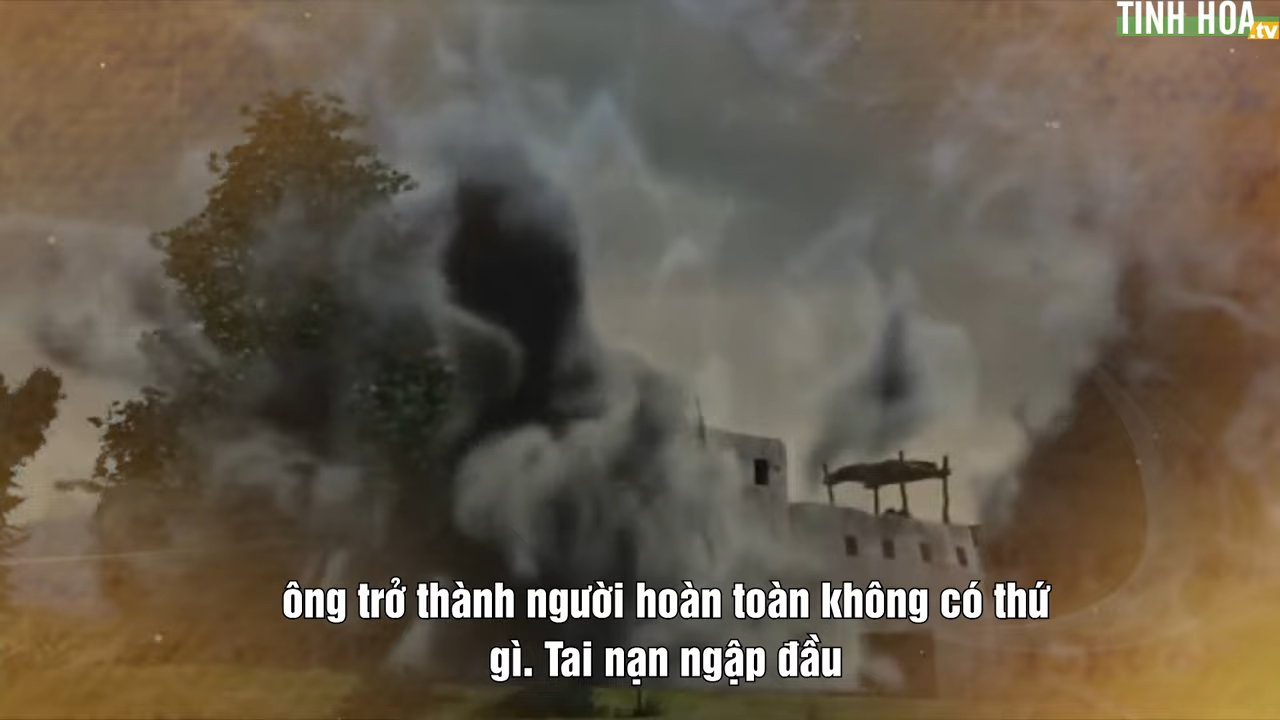 TINH HOA
.tv
ông trở thành người hoàn toàn không có thứ
gì. Tai nạn ngập đầu